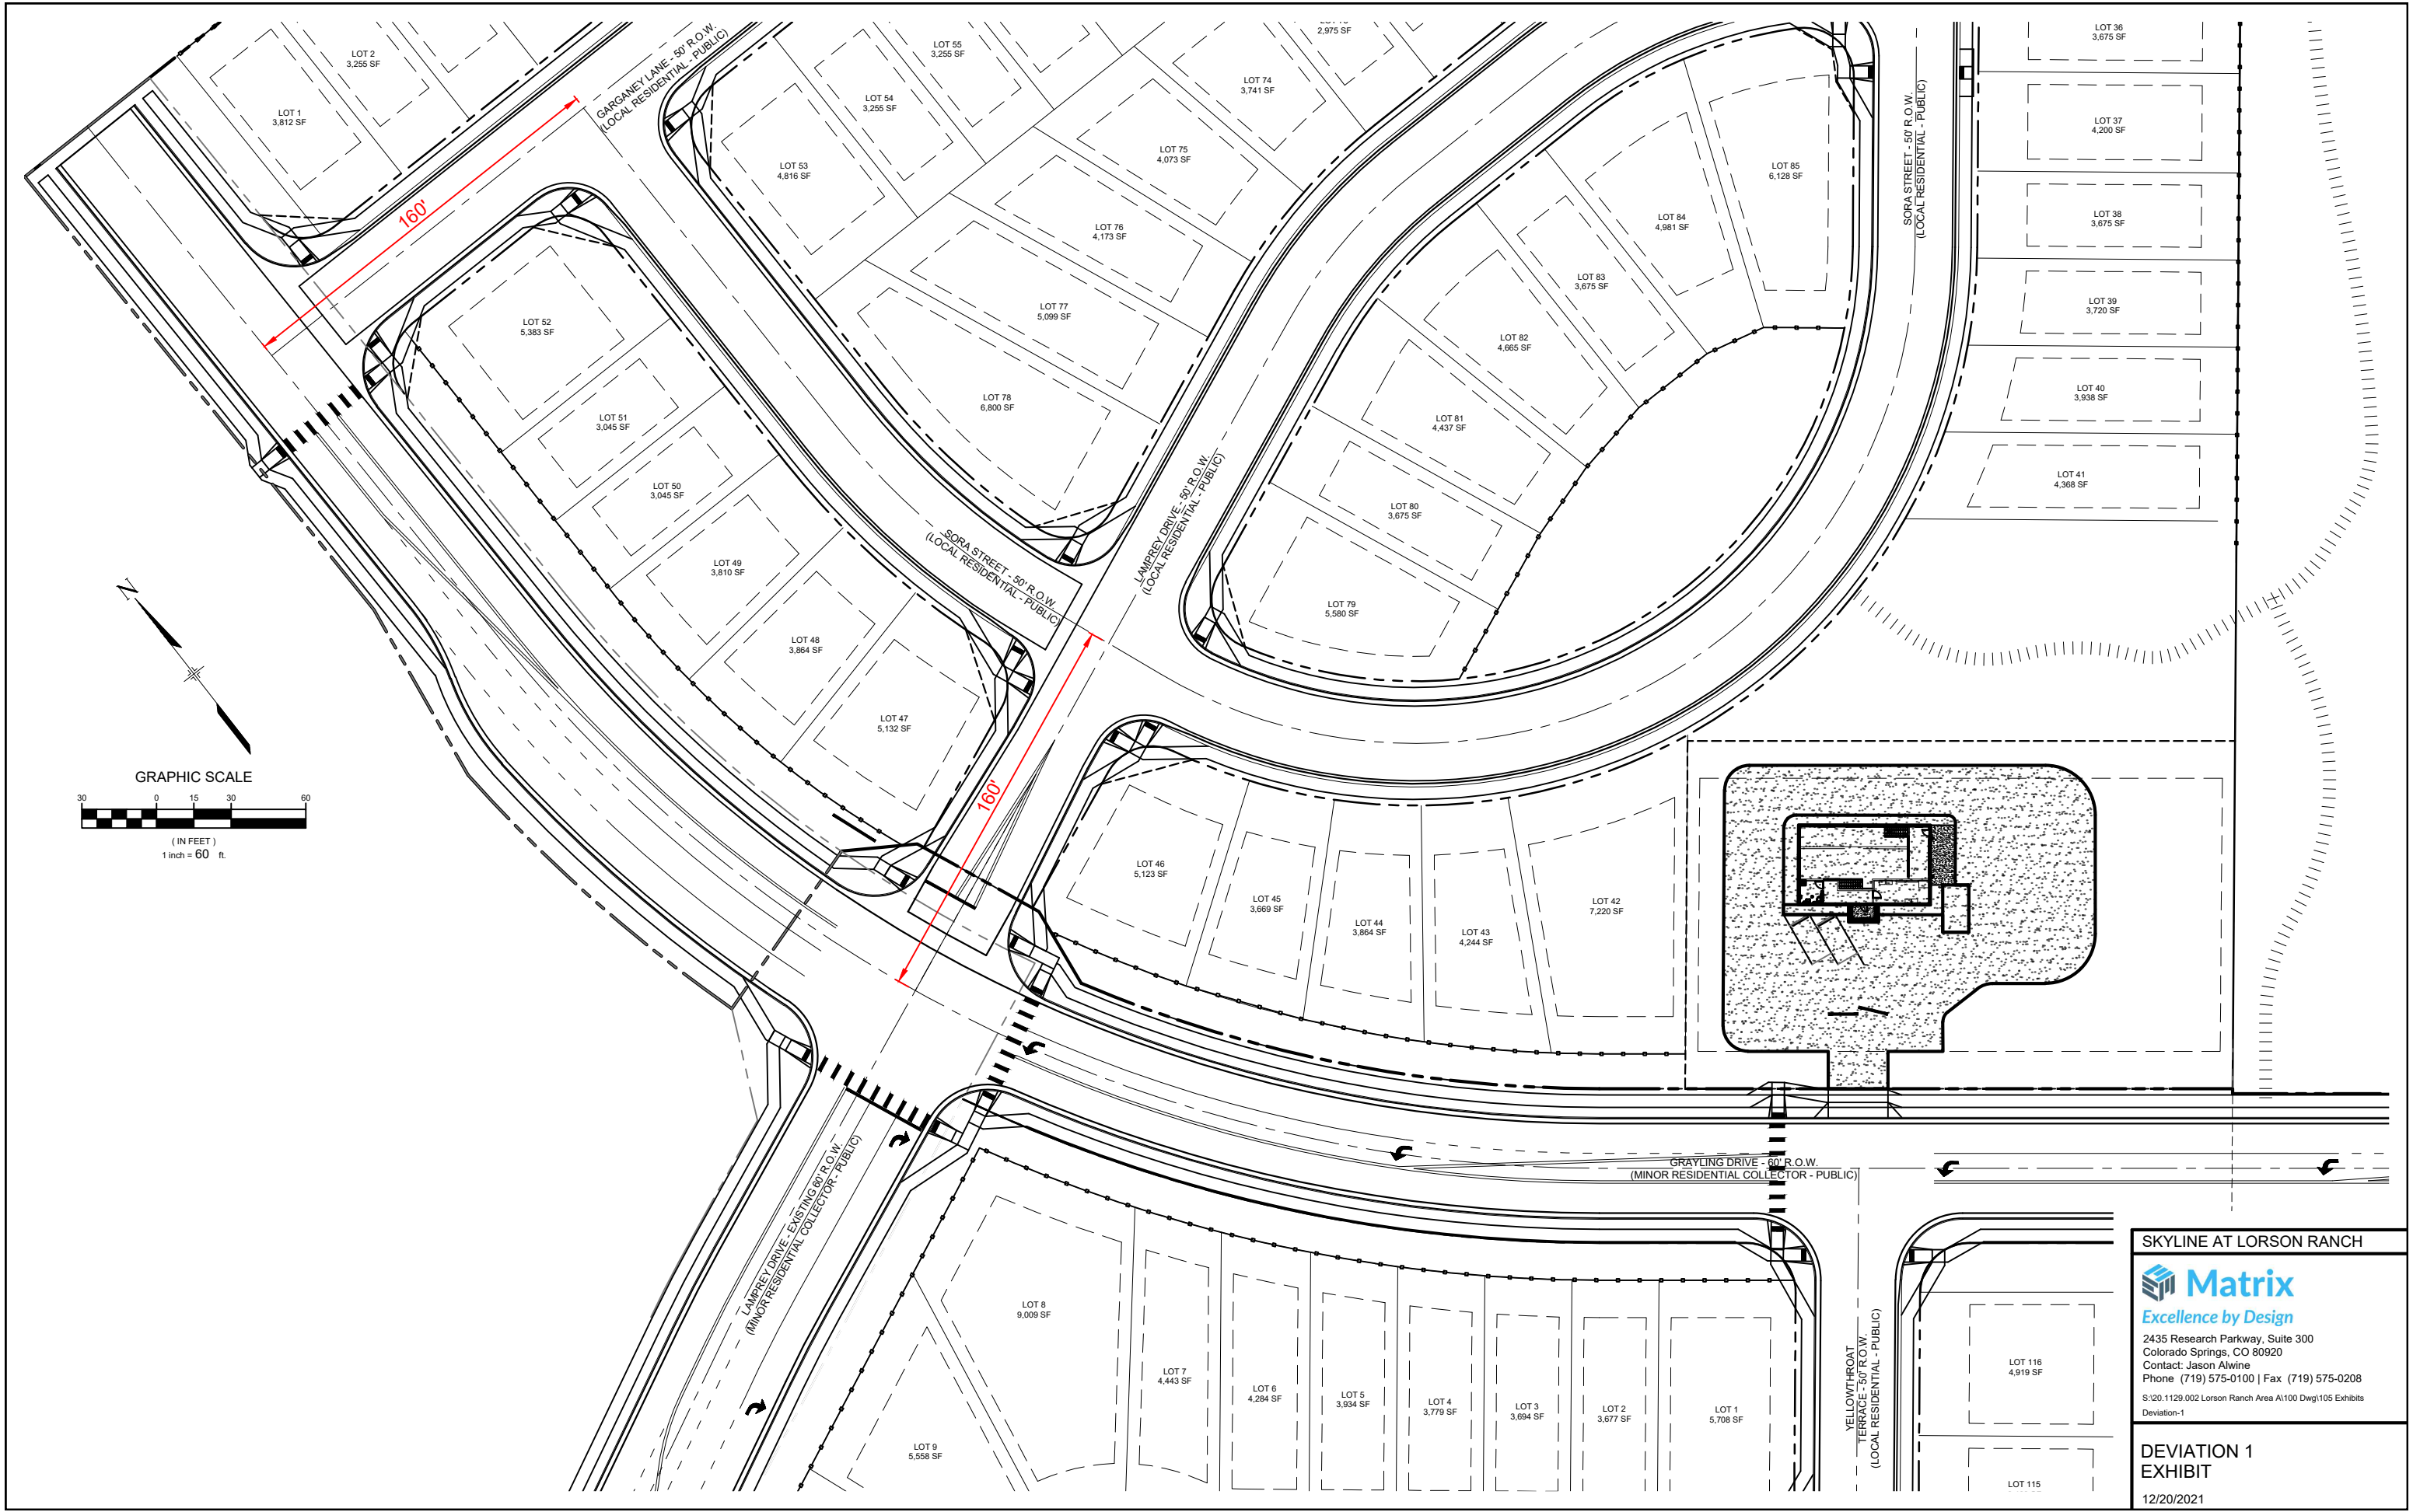 LOT 2
3,255 SF
LOT 1
3,812 SF
GARGANEY LANE - 50' R.O.W.
(LOCAL RESIDENTIAL - PUBLIC)
160'
LOT 55
3,255 SF
LOT 54
3,255 SF
LOT 53
4,816 SF
2,975 SF
LOT 74
3,741 SF
LOT 75
4,073 SF
LOT 76
4,173 SF
LOT 77
5,099 SF
LOT 78
6,800 SF
LOT 85
6,128 SF
LOT 84
4,981 SF
LOT 83
3,675 SF
LOT 82
4,665 SF
LOT 81
4,437 SF
LOT 80
3,675 SF
LOT 79
5,580 SF
SORA STREET - 50' R.O.W.
(LOCAL RESIDENTIAL - PUBLIC)
LOT 36
3,675 SF
LOT 37
4,200 SF
LOT 38
3,675 SF
LOT 39
3,720 SF
LOT 40
3,938 SF
LOT 41
4,368 SF
LOT 52
5,383 SF
LOT 51
3,045 SF
LOT 50
3,045 SF
LOT 49
3,810 SF
LOT 48
3,864 SF
LOT 47
5,132 SF
SORA STREET - 50' R.O.W.
(LOCAL RESIDENTIAL - PUBLIC)
LAMPREY DRIVE - 50' R.O.W.
(LOCAL RESIDENTIAL - PUBLIC)
160'
N
GRAPHIC SCALE
30 0 15 30 60
( IN FEET )
1 inch = 60 ft.
LOT 46
5,123 SF
LOT 45
3,669 SF
LOT 44
3,864 SF
LOT 43
4,244 SF
LOT 42
7,220 SF
GRAYLING DRIVE - 60' R.O.W.
(MINOR RESIDENTIAL COLLECTOR - PUBLIC)
LAMPREY DRIVE - EXISTING 60' R.O.W.
(MINOR RESIDENTIAL COLLECTOR - PUBLIC)
LOT 8
9,009 SF
LOT 9
5,558 SF
LOT 7
4,443 SF
LOT 6
4,284 SF
LOT 5
3,934 SF
LOT 4
3,779 SF
LOT 3
3,694 SF
LOT 2
3,677 SF
LOT 1
5,708 SF
YELLOWTHROAT
TERRACE - 50' R.O.W.
(LOCAL RESIDENTIAL - PUBLIC)
LOT 116
4,919 SF
LOT 115
SKYLINE AT LORSON RANCH
Matrix
Excellence by Design
2435 Research Parkway, Suite 300
Colorado Springs, CO 80920
Contact: Jason Alwine
Phone (719) 575-0100 | Fax (719) 575-0208
S:\20.1129.002 Lorson Ranch Area A\100 Dwg\105 Exhibits
Deviation-1
DEVIATION 1
EXHIBIT
12/20/2021